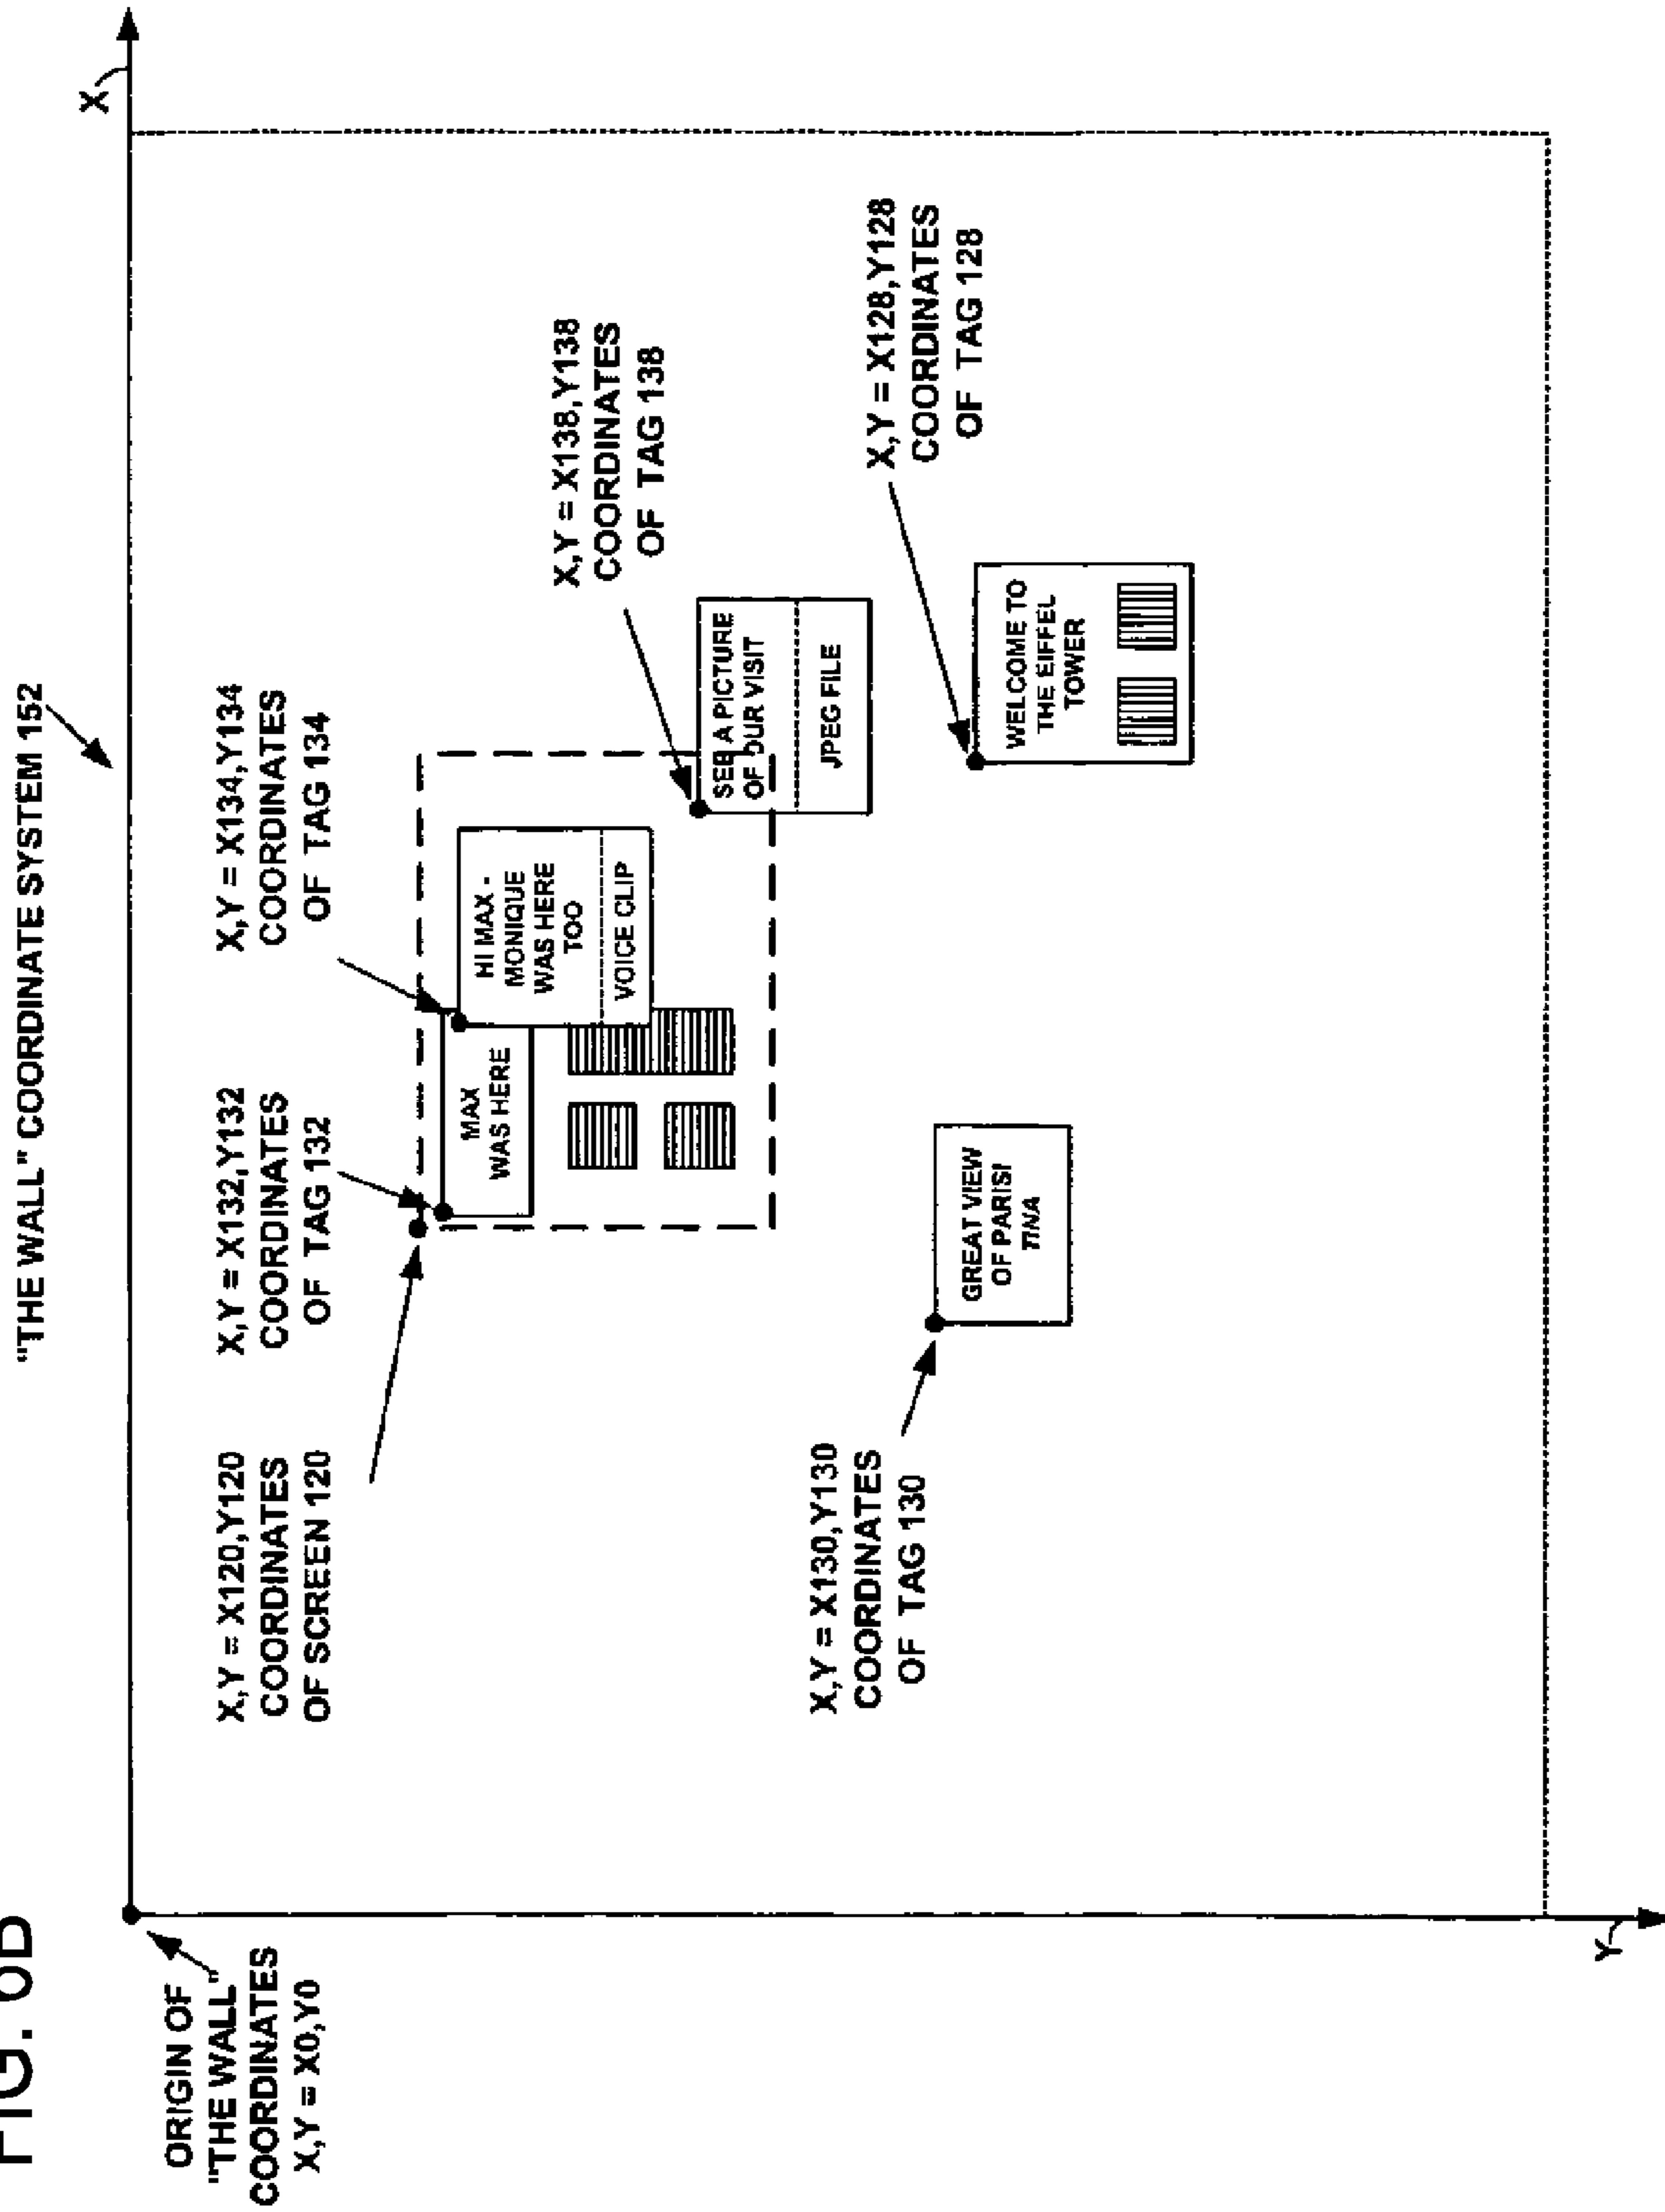 FIG.
"THE WALL" COORDINATE SYSTEM 152
X
ORIGIN OF
"THE WALL"
COORDINATES
X,Y = X0,Y0
X,Y = X120,Y120
COORDINATES
OF SCREEN 120
X,Y = X132,Y132
COORDINATES
OF TAG 132
X,Y = X134,Y134
COORDINATES
OF TAG 134
MAX
WAS HERE
HI MAX -
MONIQUE
WAS HERE
TOO
VOICE CLIP
X,Y = X138,Y138
COORDINATES
OF TAG 138
SEE A PICTURE
OF OUR VISIT
JPEG FILE
X,Y = X130,Y130
COORDINATES
OF TAG 130
GREAT VIEW
OF PARIS!
TINA
X,Y = X128,Y128
COORDINATES
OF TAG 128
WELCOME TO
THE EIFFEL
TOWER
Y